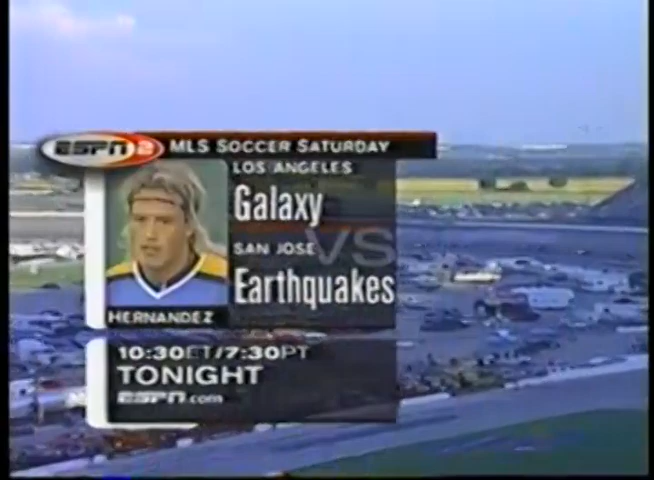 ESPN2 MLS SOCCER SATURDAY
LOS ANGELES
Galaxy
VS
SAN JOSE
Earthquakes
HERNANDEZ
10:30ET/7:30PT
TONIGHT
ESPN.com